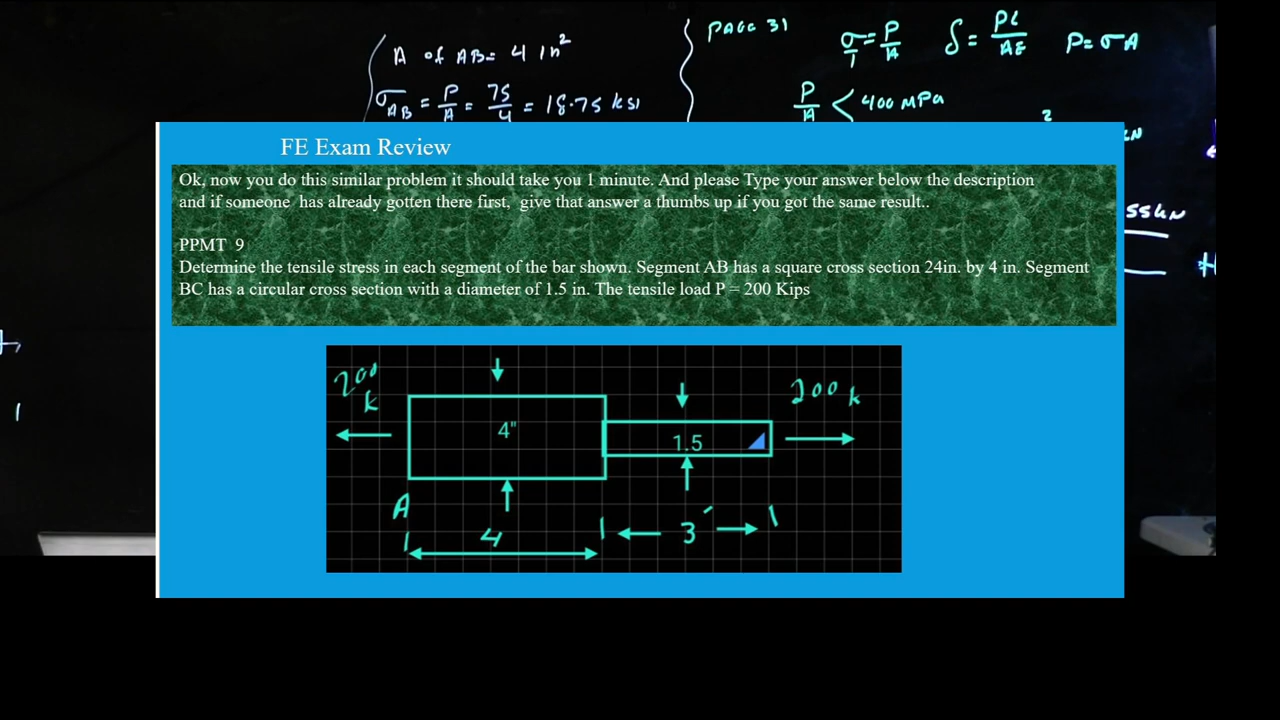 A of AB = 4 in²
σAB = P/A = 75/4 = 18.75 ksi
PAGE 31
σT = P/A δ = PL/AE P = σA
P/A < 400 MPa
2
KN
55KN
FE Exam Review
Ok, now you do this similar problem it should take you 1 minute. And please Type your answer below the description
and if someone has already gotten there first, give that answer a thumbs up if you got the same result..
PPMT 9
Determine the tensile stress in each segment of the bar shown. Segment AB has a square cross section 24in. by 4 in. Segment
BC has a circular cross section with a diameter of 1.5 in. The tensile load P = 200 Kips
200 k
200 k
4"
1.5
A
4
3'